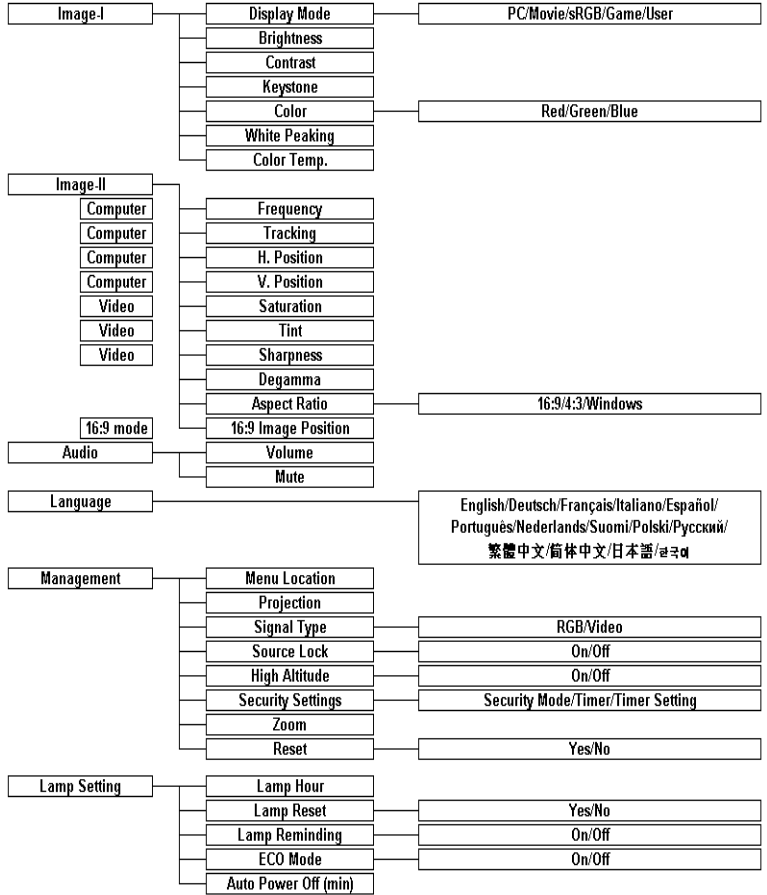 Image-I Display Mode PC/Movie/sRGB/Game/User
Brightness
Contrast
Keystone
Color Red/Green/Blue
White Peaking
Color Temp.
Image-II
Computer Frequency
Computer Tracking
Computer H. Position
Computer V. Position
Video Saturation
Video Tint
Video Sharpness
Degamma
Aspect Ratio 16:9/4:3/Windows
16:9 mode 16:9 Image Position
Audio Volume
Mute
Language English/Deutsch/Français/Italiano/Español/
Português/Nederlands/Suomi/Polski/Русский/
繁體中文/简体中文/日本語/한국어
Management Menu Location
Projection
Signal Type RGB/Video
Source Lock On/Off
High Altitude On/Off
Security Settings Security Mode/Timer/Timer Setting
Zoom
Reset Yes/No
Lamp Setting Lamp Hour
Lamp Reset Yes/No
Lamp Reminding On/Off
ECO Mode On/Off
Auto Power Off (min)